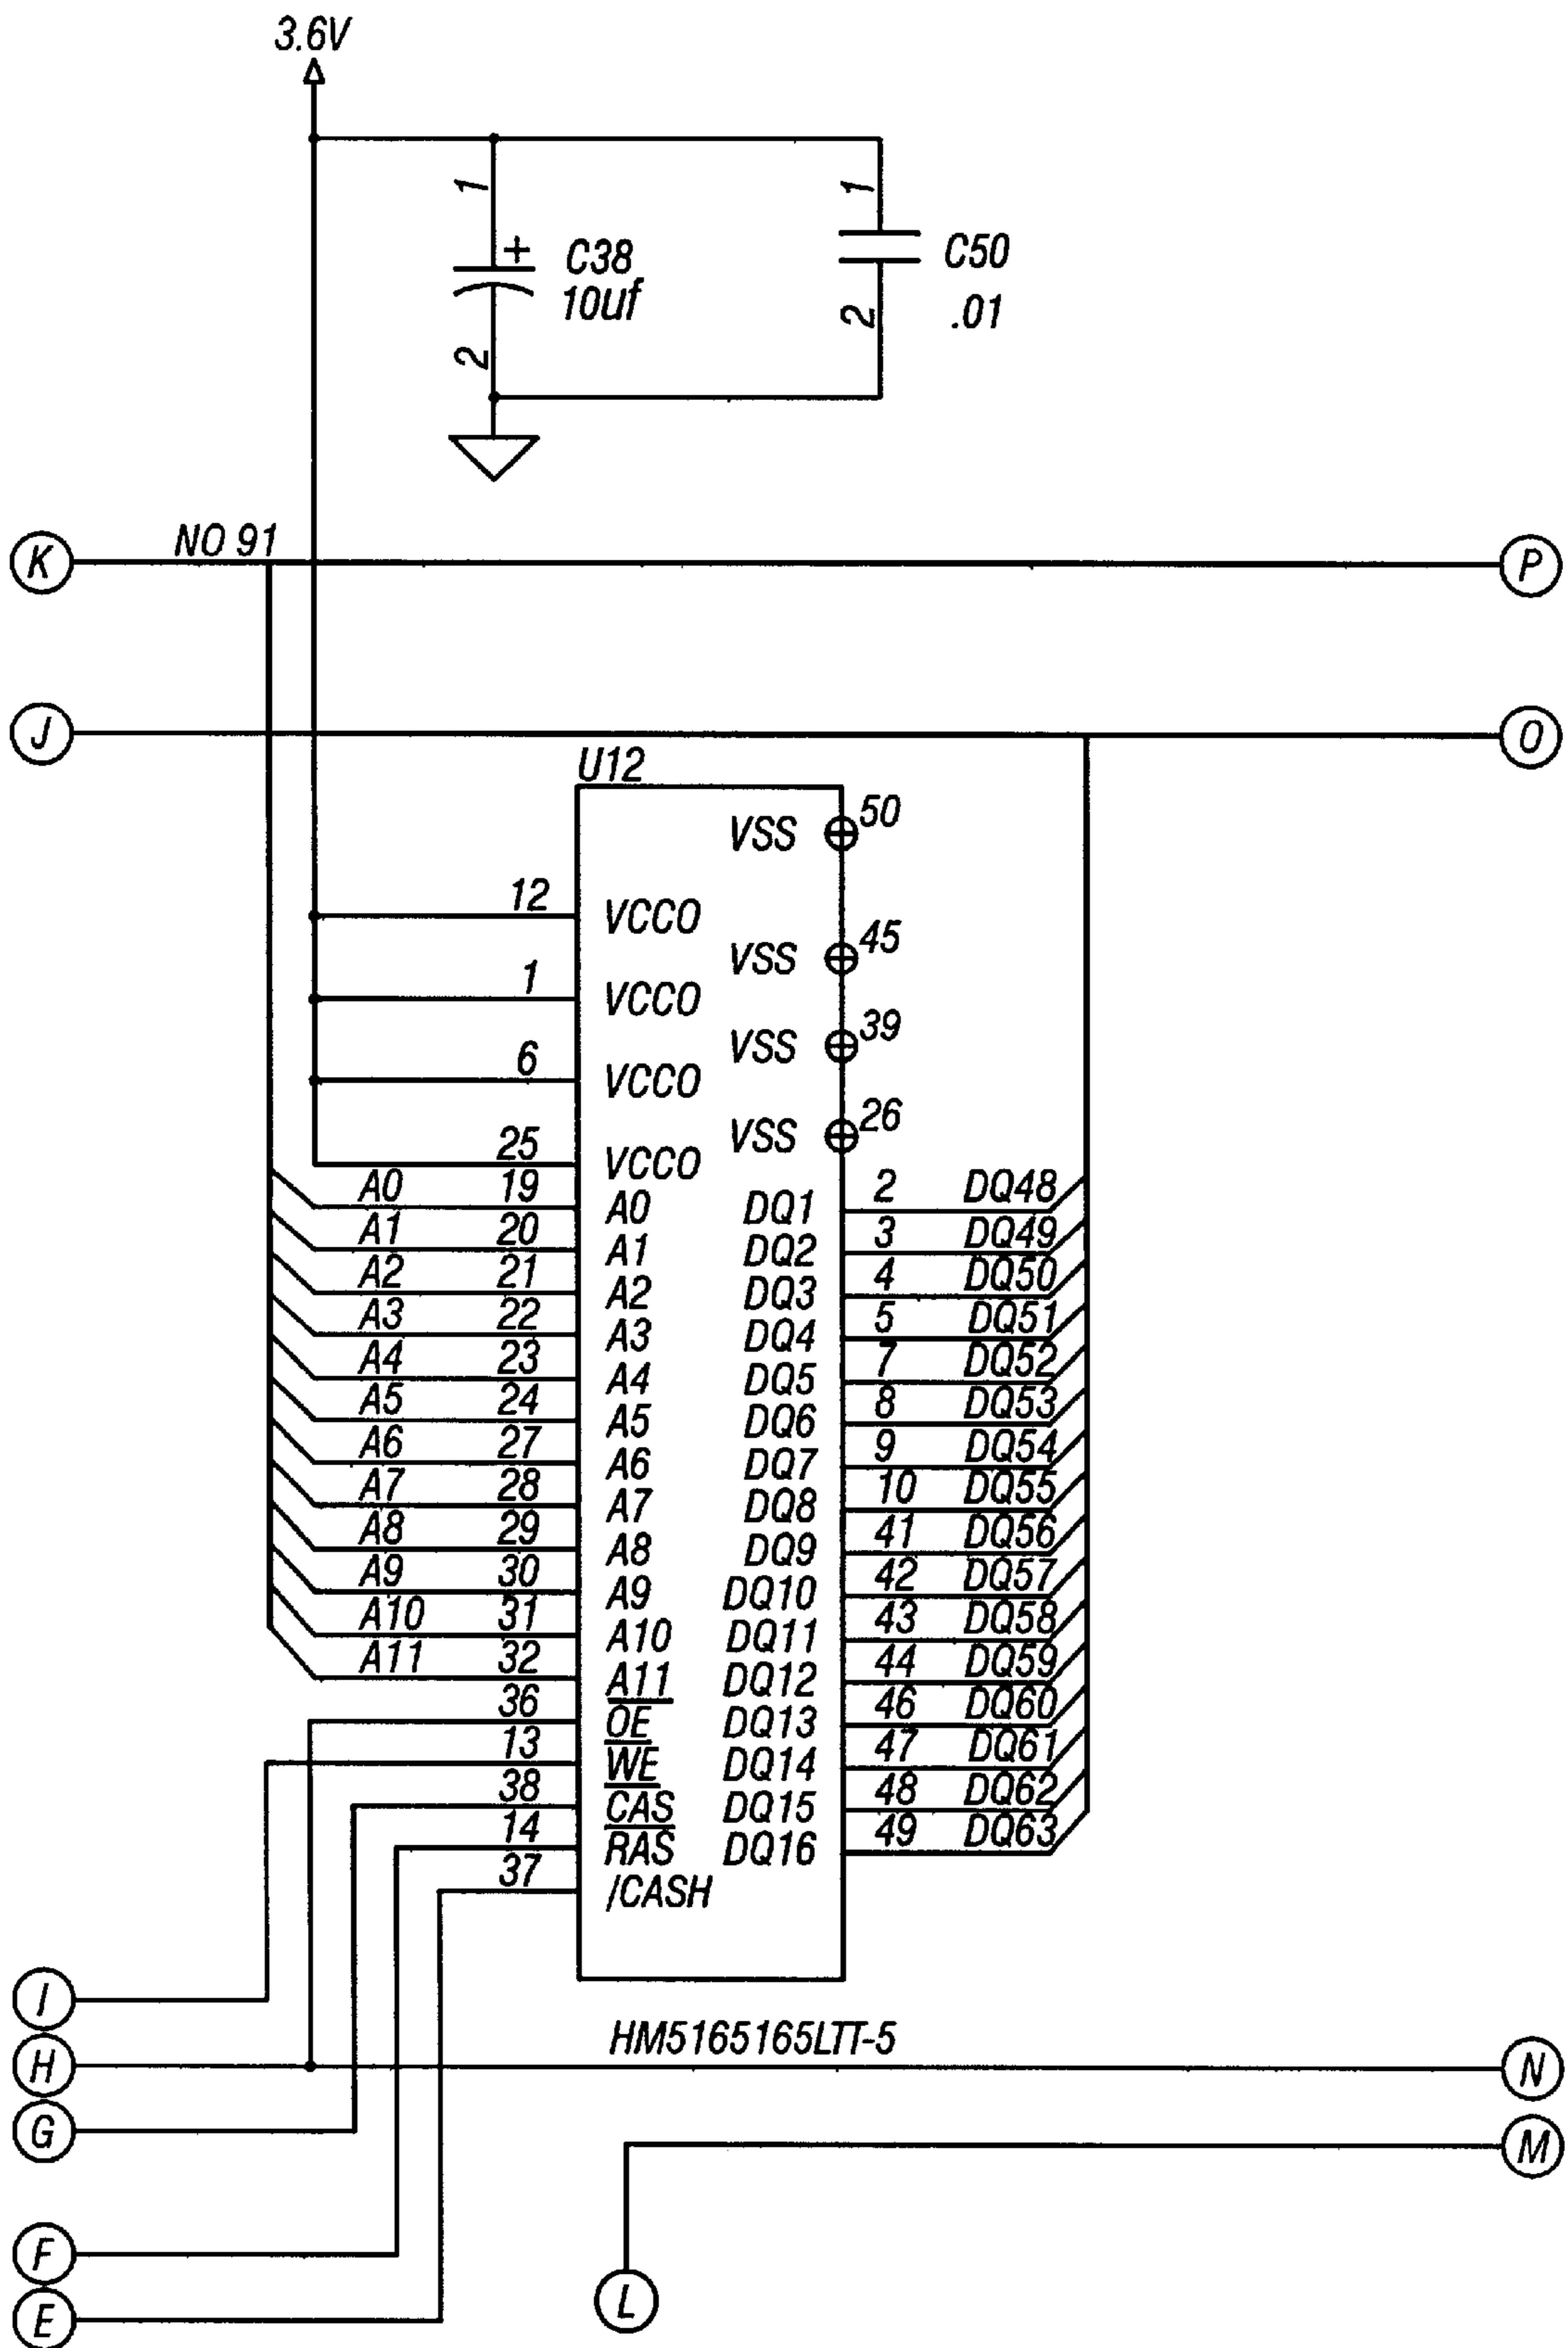 3.6V
1
1
+
C38
10uf
C50
.01
2
2
K
NO 91
P
J
O
U12
VSS 50
12 VCCO
VSS 45
1 VCCO
VSS 39
6 VCCO
VSS 26
25 VCCO
A0 19 A0 DQ1 2 DQ48
A1 20 A1 DQ2 3 DQ49
A2 21 A2 DQ3 4 DQ50
A3 22 A3 DQ4 5 DQ51
A4 23 A4 DQ5 7 DQ52
A5 24 A5 DQ6 8 DQ53
A6 27 A6 DQ7 9 DQ54
A7 28 A7 DQ8 10 DQ55
A8 29 A8 DQ9 41 DQ56
A9 30 A9 DQ10 42 DQ57
A10 31 A10 DQ11 43 DQ58
A11 32 A11 DQ12 44 DQ59
36 OE DQ13 46 DQ60
13 WE DQ14 47 DQ61
38 CAS DQ15 48 DQ62
14 RAS DQ16 49 DQ63
37 /CASH
I
HM5165165LTT-5
H
N
G
M
F
L
E